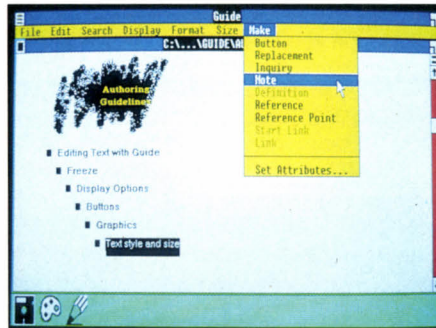 Guide
File Edit Search Display Format Size Make
C:\...\GUIDE\AU
Button
Replacement
Inquiry
Note
Definition
Reference
Reference Point
Start Link
Link
Set Attributes...
Authoring
Guidelines
Editing Text with Guide
Freeze
Display Options
Buttons
Graphics
Text style and size